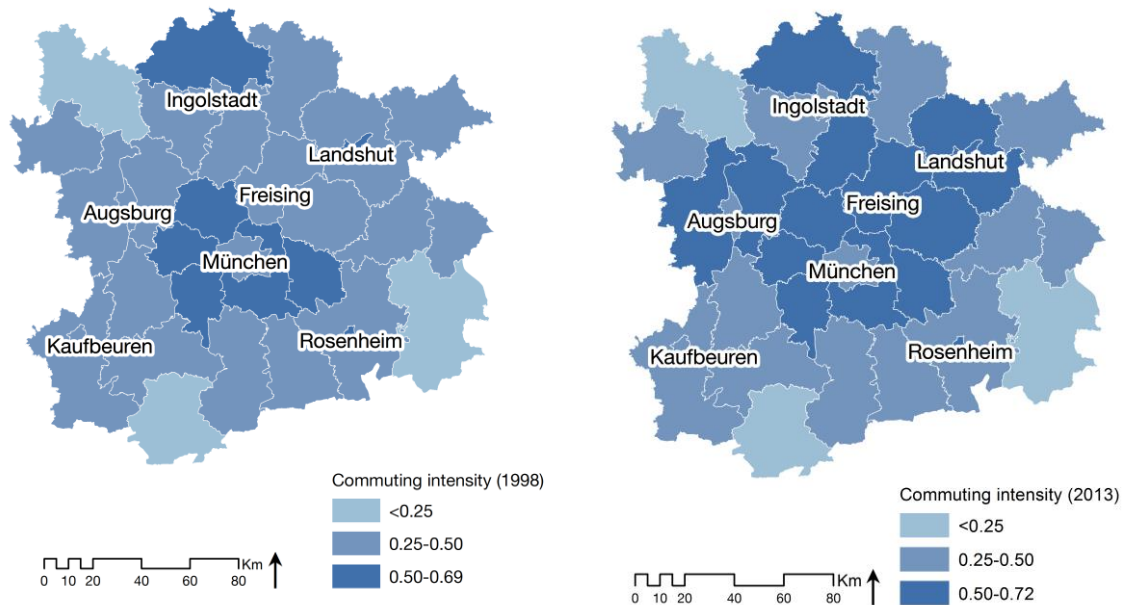 Ingolstadt
Landshut
Freising
Augsburg
München
Rosenheim
Kaufbeuren
Commuting intensity (1998)
<0.25
0.25-0.50
0.50-0.69
Km
0 10 20 40 60 80
Ingolstadt
Landshut
Freising
Augsburg
München
Kaufbeuren
Rosenheim
Commuting intensity (2013)
<0.25
0.25-0.50
0.50-0.72
Km
0 10 20 40 60 80